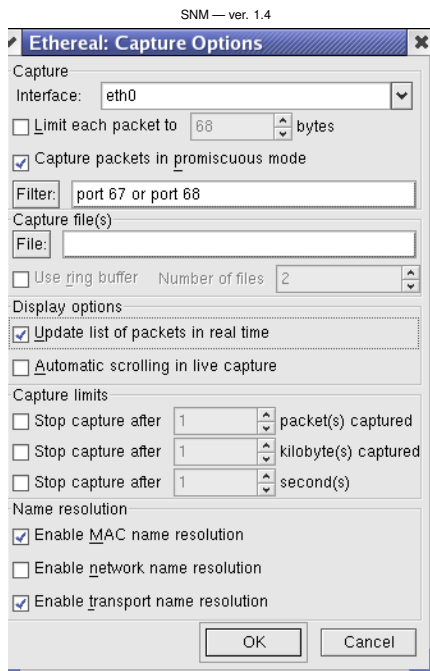 SNM — ver. 1.4
Ethereal: Capture Options
Capture
Interface: eth0
Limit each packet to 68 bytes
Capture packets in promiscuous mode
Filter: port 67 or port 68
Capture file(s)
File:
Use ring buffer Number of files 2
Display options
Update list of packets in real time
Automatic scrolling in live capture
Capture limits
Stop capture after 1 packet(s) captured
Stop capture after 1 kilobyte(s) captured
Stop capture after 1 second(s)
Name resolution
Enable MAC name resolution
Enable network name resolution
Enable transport name resolution
OK Cancel